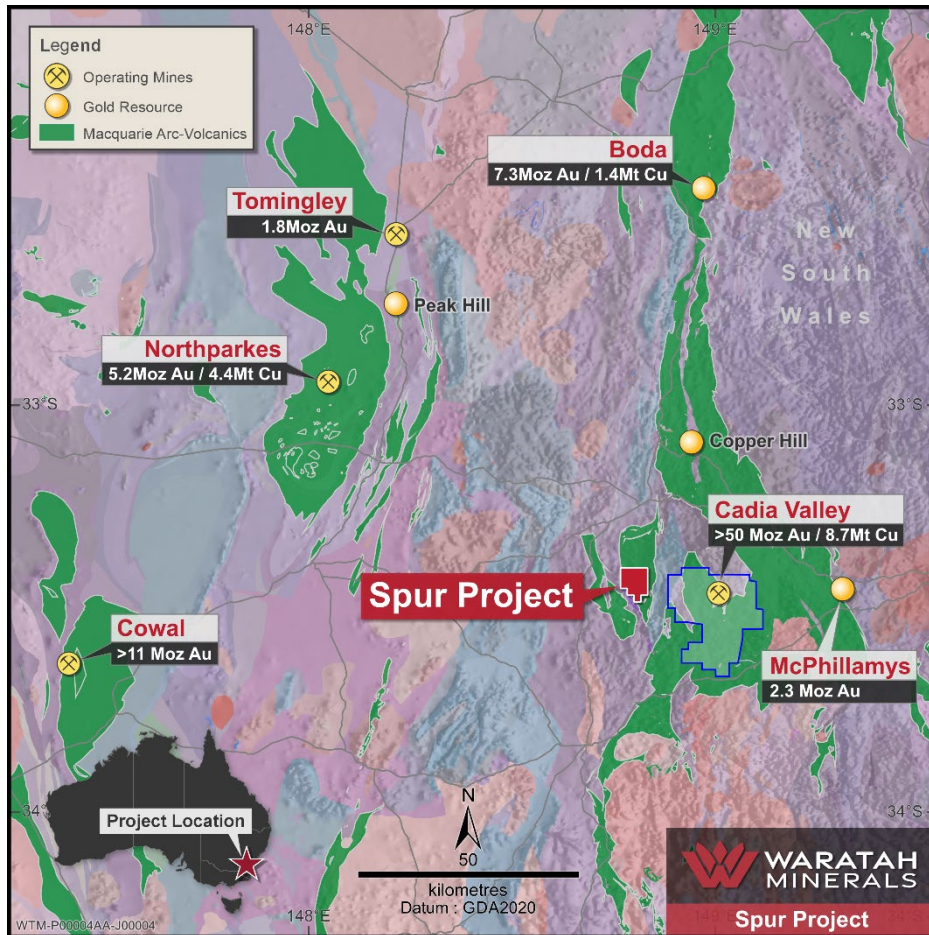 148°E
149°E
Legend
Operating Mines
Gold Resource
Macquarie Arc-Volcanics
Boda
7.3Moz Au / 1.4Mt Cu
Tomingley
1.8Moz Au
New
South
Wales
Peak Hill
Northparkes
5.2Moz Au / 4.4Mt Cu
33°S
33°S
Copper Hill
Cadia Valley
>50 Moz Au / 8.7Mt Cu
Spur Project
Cowal
>11 Moz Au
McPhillamys
2.3 Moz Au
34°S
34°S
Project Location
N
50
kilometres
Datum : GDA2020
WARATAH
MINERALS
Spur Project
WTM-P00004AA-J00004
148°E
149°E